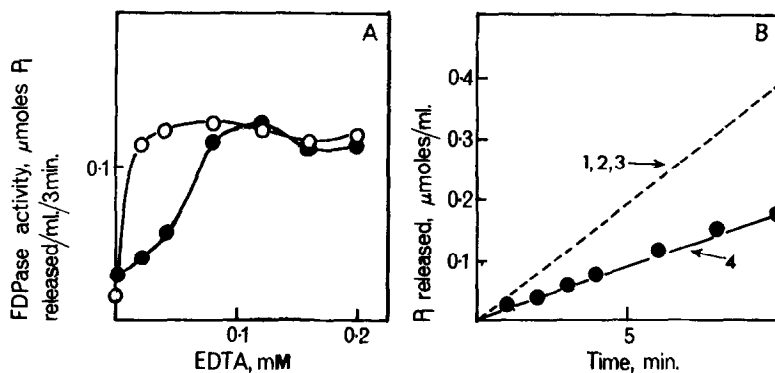 A
FDPase activity, μmoles Pi
released/ml./3min.
0·1
0·1
0·2
EDTA, mM
B
Pi released, μmoles/ml.
0·4
0·3
0·2
0·1
1,2,3
4
5
Time, min.